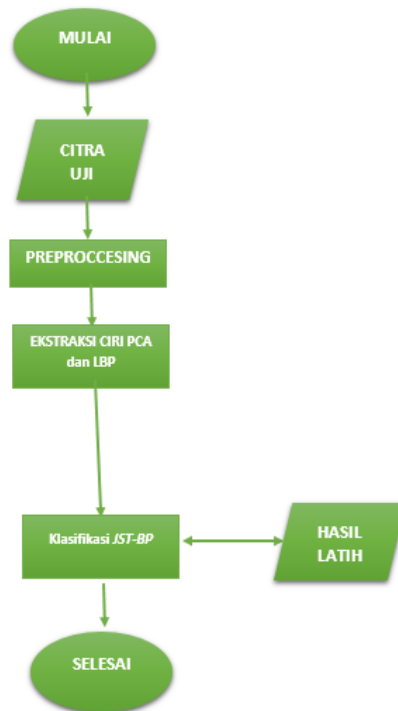 MULAI
CITRA
UJI
PREPROCCESING
EKSTRAKSI CIRI PCA
dan LBP
Klasifikasi JST-BP
HASIL
LATIH
SELESAI